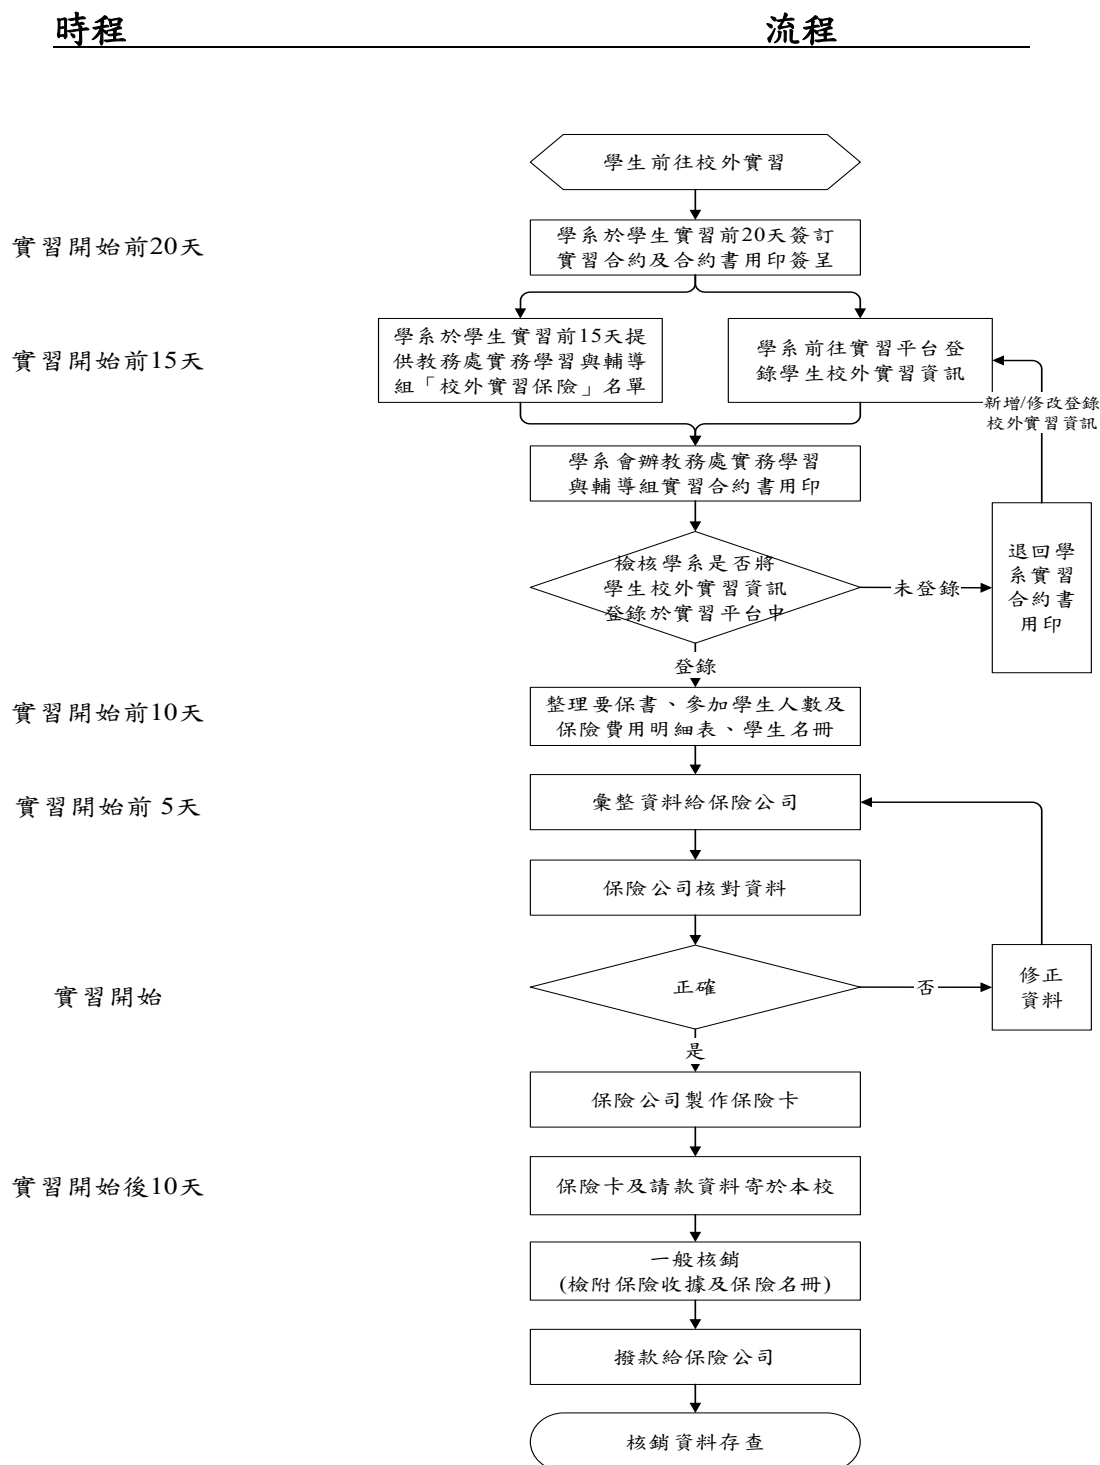 時程
流程
學生前往校外實習
實習開始前20天
學系於學生實習前20天簽訂
實習合約及合約書用印簽呈
實習開始前15天
學系於學生實習前15天提
供教務處實務學習與輔導
組「校外實習保險」名單
學系前往實習平台登
錄學生校外實習資訊
新增/修改登錄
校外實習資訊
學系會辦教務處實務學習
與輔導組實習合約書用印
檢核學系是否將
學生校外實習資訊
登錄於實習平台中
未登錄
退回學
系實習
合約書
用印
登錄
實習開始前10天
整理要保書、參加學生人數及
保險費用明細表、學生名冊
實習開始前 5天
彙整資料給保險公司
保險公司核對資料
實習開始
正確
否
修正
資料
是
保險公司製作保險卡
實習開始後10天
保險卡及請款資料寄於本校
一般核銷
(檢附保險收據及保險名冊)
撥款給保險公司
核銷資料存查